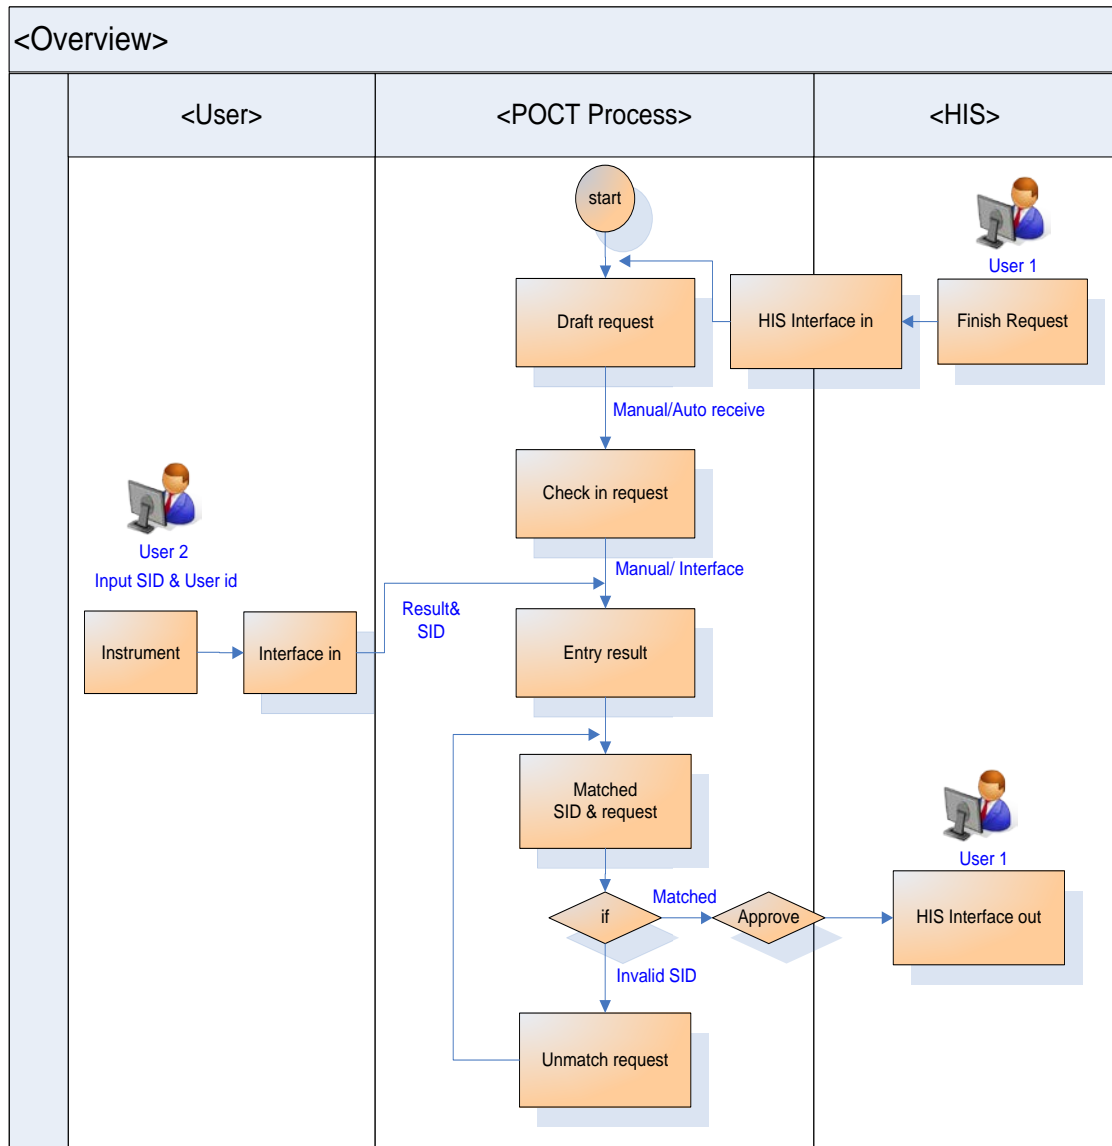 <Overview>
<User>
<POCT Process>
<HIS>
start
User 1
Draft request
HIS Interface in
Finish Request
Manual/Auto receive
Check in request
User 2
Input SID & User id
Manual/ Interface
Result&
SID
Instrument
Interface in
Entry result
Matched
SID & request
User 1
if
Matched
Approve
HIS Interface out
Invalid SID
Unmatch request